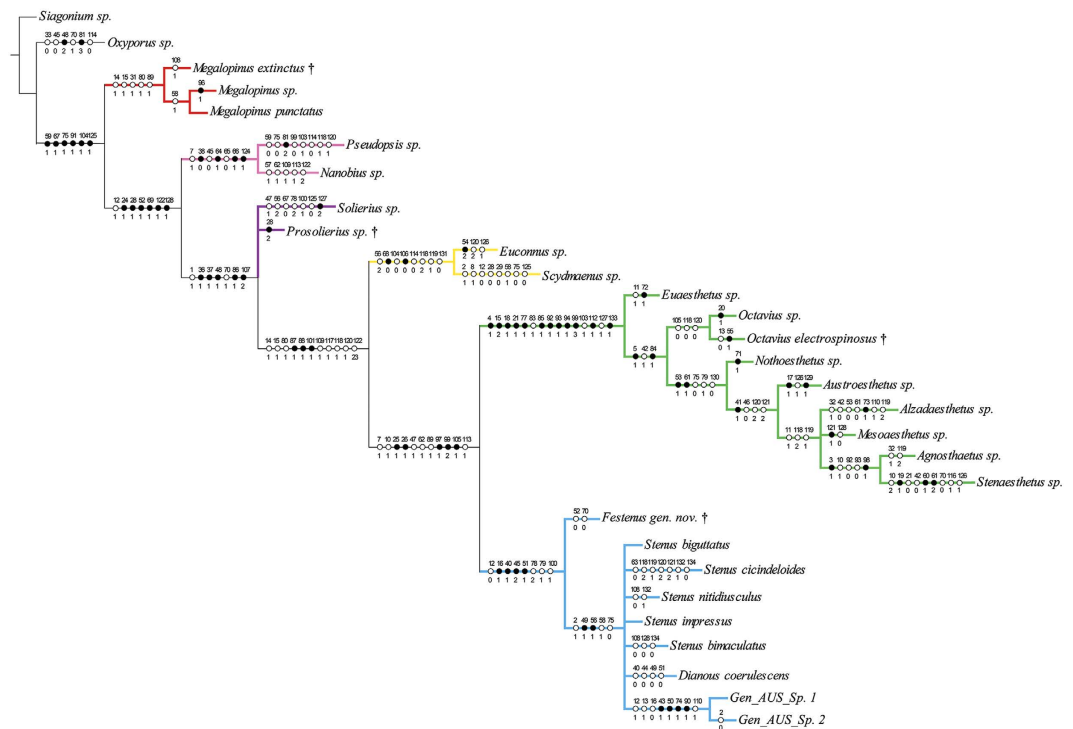 Siagonium sp.
33 45 48 70 81 114
0 0 2 1 3 0
Oxyporus sp.
14 15 31 80 89
1 1 1 1 1
108
1
Megalopinus extinctus †
58
1
96
1
Megalopinus sp.
Megalopinus punctatus
59 67 75 91 104 125
1 1 1 1 1 1
7 38 45 64 65 66 124
1 0 0 1 0 1 1
59 75 81 99 103 114 118 120
0 0 2 0 1 0 1 1
Pseudopsis sp.
57 62 109 113 122
1 1 1 1 2
Nanobius sp.
12 24 28 52 69 122 128
1 1 1 1 1 1 1
47 56 67 78 100 125 127
1 2 0 2 1 0 2
Solierius sp.
28
2
Prosolierius sp. †
1 36 37 48 70 86 107
1 1 1 1 0 1 2
56 68 104 106 114 116 118 119 131
2 0 0 0 0 2 1 1 0
54 120 126
2 2 1
Euconnus sp.
2 8 12 28 29 58 75 125
1 1 0 0 0 1 0 0
Scydmaenus sp.
14 15 80 87 88 101 109 117 118 120 122
1 1 1 1 1 1 1 1 1 1 23
4 15 18 21 77 83 85 92 93 94 99 103 112 127 133
1 2 1 1 1 1 1 1 1 1 3 1 1 1 1
11 72
1 1
Euaesthetus sp.
5 42 84
1 1 1
105 118 120
0 0 0
20
1
Octavius sp.
13 55
0 1
Octavius electrospinosus †
53 61 75 79 130
1 1 0 1 0
71
1
Nothoesthetus sp.
41 46 120 121
1 0 2 2
17 126 129
1 1 1
Austroesthetus sp.
11 118 119
1 2 1
32 42 53 61 73 110 119
1 0 0 0 1 1 2
Alzadaesthetus sp.
121 128
1 0
Mesoaesthetus sp.
3 10 92 93 98
1 1 0 0 1
32 119
1 2
Agnosthaetus sp.
10 19 21 42 60 61 70 116 126
2 1 0 0 1 2 0 1 1
Stenaesthetus sp.
7 10 25 26 47 62 89 97 99 105 113
1 1 1 1 1 1 1 1 2 1 1
12 16 40 45 51 78 79 100
0 1 1 2 1 2 1 1
52 70
0 0
Festenus gen. nov. †
2 49 56 58 75
1 1 1 1 0
Stenus biguttatus
63 118 119 120 121 132 134
0 2 1 2 2 1 0
Stenus cicindeloides
108 132
0 1
Stenus nitidiusculus
Stenus impressus
108 128 134
0 0 0
Stenus bimaculatus
40 44 49 51
0 0 0 0
Dianous coerulescens
12 13 16 43 50 74 90 110
1 1 0 1 1 1 1 1
Gen_AUS_Sp. 1
2
0
Gen_AUS_Sp. 2